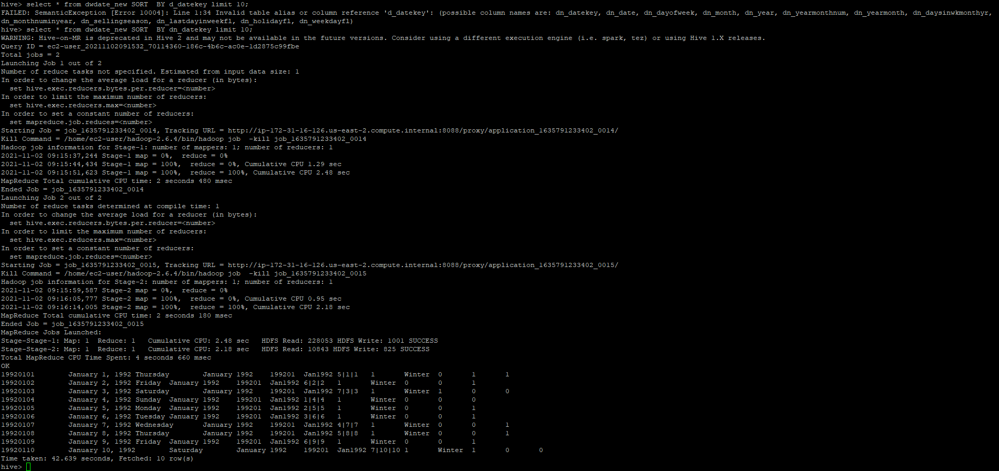 hive> select * from dwdate_new SORT  BY d_datekey limit 10;
FAILED: SemanticException [Error 10004]: Line 1:34 Invalid table alias or column reference 'd_datekey': (possible column names are: dn_datekey, dn_date, dn_dayofweek, dn_month, dn_year, dn_yearmonthnum, dn_yearmonth, dn_daysinwkmonthyr,
dn_monthnuminyear, dn_sellingseason, dn_lastdayinweekfl, dn_holidayfl, dn_weekdayfl)
hive> select * from dwdate_new SORT  BY dn_datekey limit 10;
WARNING: Hive-on-MR is deprecated in Hive 2 and may not be available in the future versions. Consider using a different execution engine (i.e. spark, tez) or using Hive 1.X releases.
Query ID = ec2-user_20211102091532_70114360-186c-4b6c-ac0e-1d2875c99fbe
Total jobs = 2
Launching Job 1 out of 2
Number of reduce tasks not specified. Estimated from input data size: 1
In order to change the average load for a reducer (in bytes):
  set hive.exec.reducers.bytes.per.reducer=<number>
In order to limit the maximum number of reducers:
  set hive.exec.reducers.max=<number>
In order to set a constant number of reducers:
  set mapreduce.job.reduces=<number>
Starting Job = job_1635791233402_0014, Tracking URL = http://ip-172-31-16-126.us-east-2.compute.internal:8088/proxy/application_1635791233402_0014/
Kill Command = /home/ec2-user/hadoop-2.6.4/bin/hadoop job  -kill job_1635791233402_0014
Hadoop job information for Stage-1: number of mappers: 1; number of reducers: 1
2021-11-02 09:15:37,244 Stage-1 map = 0%,  reduce = 0%
2021-11-02 09:15:44,434 Stage-1 map = 100%,  reduce = 0%, Cumulative CPU 1.29 sec
2021-11-02 09:15:51,623 Stage-1 map = 100%,  reduce = 100%, Cumulative CPU 2.48 sec
MapReduce Total cumulative CPU time: 2 seconds 480 msec
Ended Job = job_1635791233402_0014
Launching Job 2 out of 2
Number of reduce tasks determined at compile time: 1
In order to change the average load for a reducer (in bytes):
  set hive.exec.reducers.bytes.per.reducer=<number>
In order to limit the maximum number of reducers:
  set hive.exec.reducers.max=<number>
In order to set a constant number of reducers:
  set mapreduce.job.reduces=<number>
Starting Job = job_1635791233402_0015, Tracking URL = http://ip-172-31-16-126.us-east-2.compute.internal:8088/proxy/application_1635791233402_0015/
Kill Command = /home/ec2-user/hadoop-2.6.4/bin/hadoop job  -kill job_1635791233402_0015
Hadoop job information for Stage-2: number of mappers: 1; number of reducers: 1
2021-11-02 09:15:59,587 Stage-2 map = 0%,  reduce = 0%
2021-11-02 09:16:05,777 Stage-2 map = 100%,  reduce = 0%, Cumulative CPU 0.95 sec
2021-11-02 09:16:14,005 Stage-2 map = 100%,  reduce = 100%, Cumulative CPU 2.18 sec
MapReduce Total cumulative CPU time: 2 seconds 180 msec
Ended Job = job_1635791233402_0015
MapReduce Jobs Launched:
Stage-Stage-1: Map: 1  Reduce: 1   Cumulative CPU: 2.48 sec   HDFS Read: 228053 HDFS Write: 1001 SUCCESS
Stage-Stage-2: Map: 1  Reduce: 1   Cumulative CPU: 2.18 sec   HDFS Read: 10843 HDFS Write: 825 SUCCESS
Total MapReduce CPU Time Spent: 4 seconds 660 msec
OK
19920101        January 1, 1992 Thursday        January 1992    199201  Jan1992 5|1|1   1       Winter  0       1       1
19920102        January 2, 1992 Friday  January 1992    199201  Jan1992 6|2|2   1       Winter  0       0       1
19920103        January 3, 1992 Saturday        January 1992    199201  Jan1992 7|3|3   1       Winter  1       0       0
19920104        January 4, 1992 Sunday  January 1992    199201  Jan1992 1|4|4   1       Winter  0       0       0
19920105        January 5, 1992 Monday  January 1992    199201  Jan1992 2|5|5   1       Winter  0       0       1
19920106        January 6, 1992 Tuesday January 1992    199201  Jan1992 3|6|6   1       Winter  0       0       1
19920107        January 7, 1992 Wednesday       January 1992    199201  Jan1992 4|7|7   1       Winter  0       0       1
19920108        January 8, 1992 Thursday        January 1992    199201  Jan1992 5|8|8   1       Winter  0       0       1
19920109        January 9, 1992 Friday  January 1992    199201  Jan1992 6|9|9   1       Winter  0       0       1
19920110        January 10, 1992        Saturday        January 1992    199201  Jan1992 7|10|10 1       Winter  1       0       0
Time taken: 42.639 seconds, Fetched: 10 row(s)
hive>